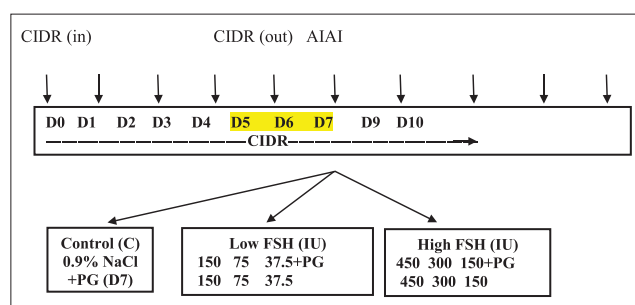 CIDR (in) CIDR (out) AIAI
D0 D1 D2 D3 D4 D5 D6 D7 D9 D10
CIDR
Control (C)
0.9% NaCl
+PG (D7)
Low FSH (IU)
150 75 37.5+PG
150 75 37.5
High FSH (IU)
450 300 150+PG
450 300 150